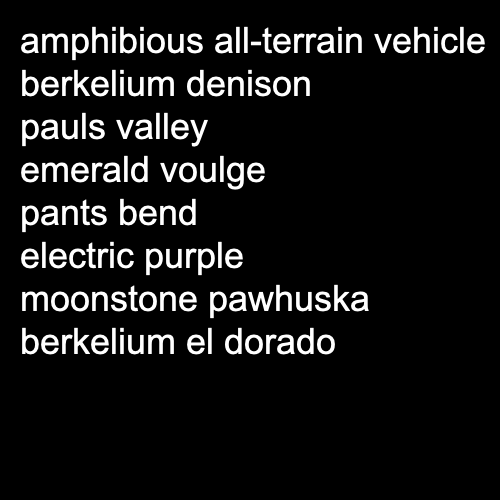 amphibious all-terrain vehicle
berkelium denison
pauls valley
emerald voulge
pants bend
electric purple
moonstone pawhuska
berkelium el dorado